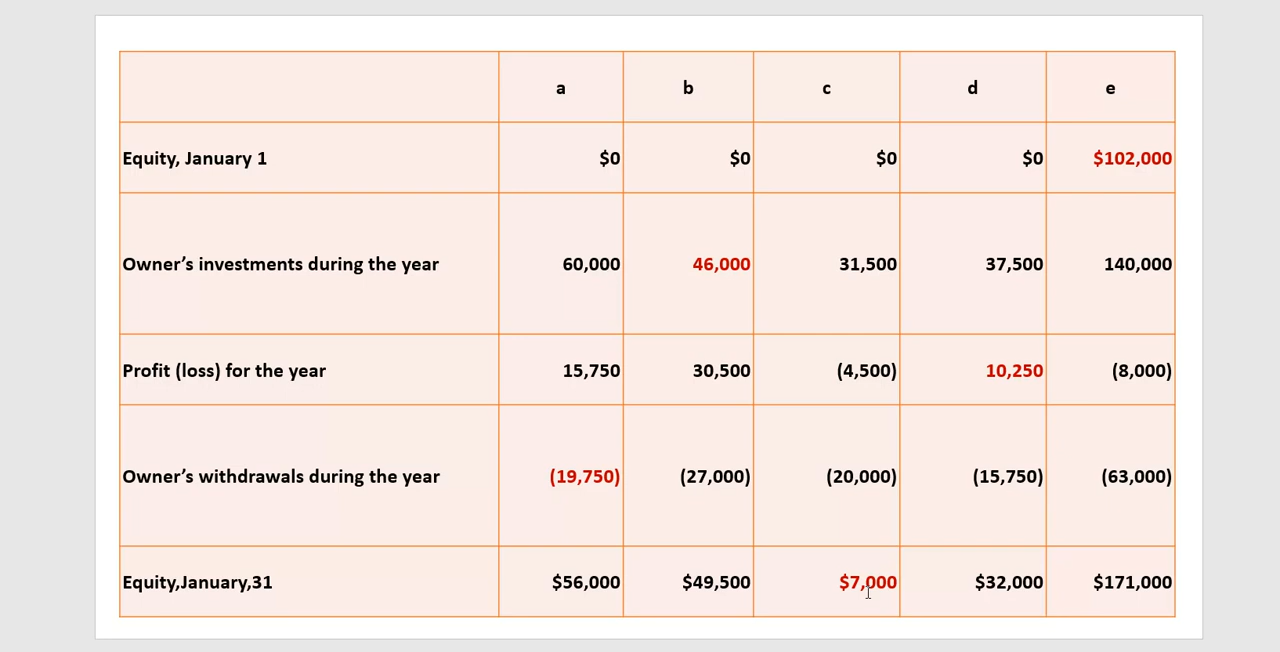 a b c d e
Equity, January 1 $0 $0 $0 $0 $102,000
Owner’s investments during the year 60,000 46,000 31,500 37,500 140,000
Profit (loss) for the year 15,750 30,500 (4,500) 10,250 (8,000)
Owner’s withdrawals during the year (19,750) (27,000) (20,000) (15,750) (63,000)
Equity,January,31 $56,000 $49,500 $7,000 $32,000 $171,000